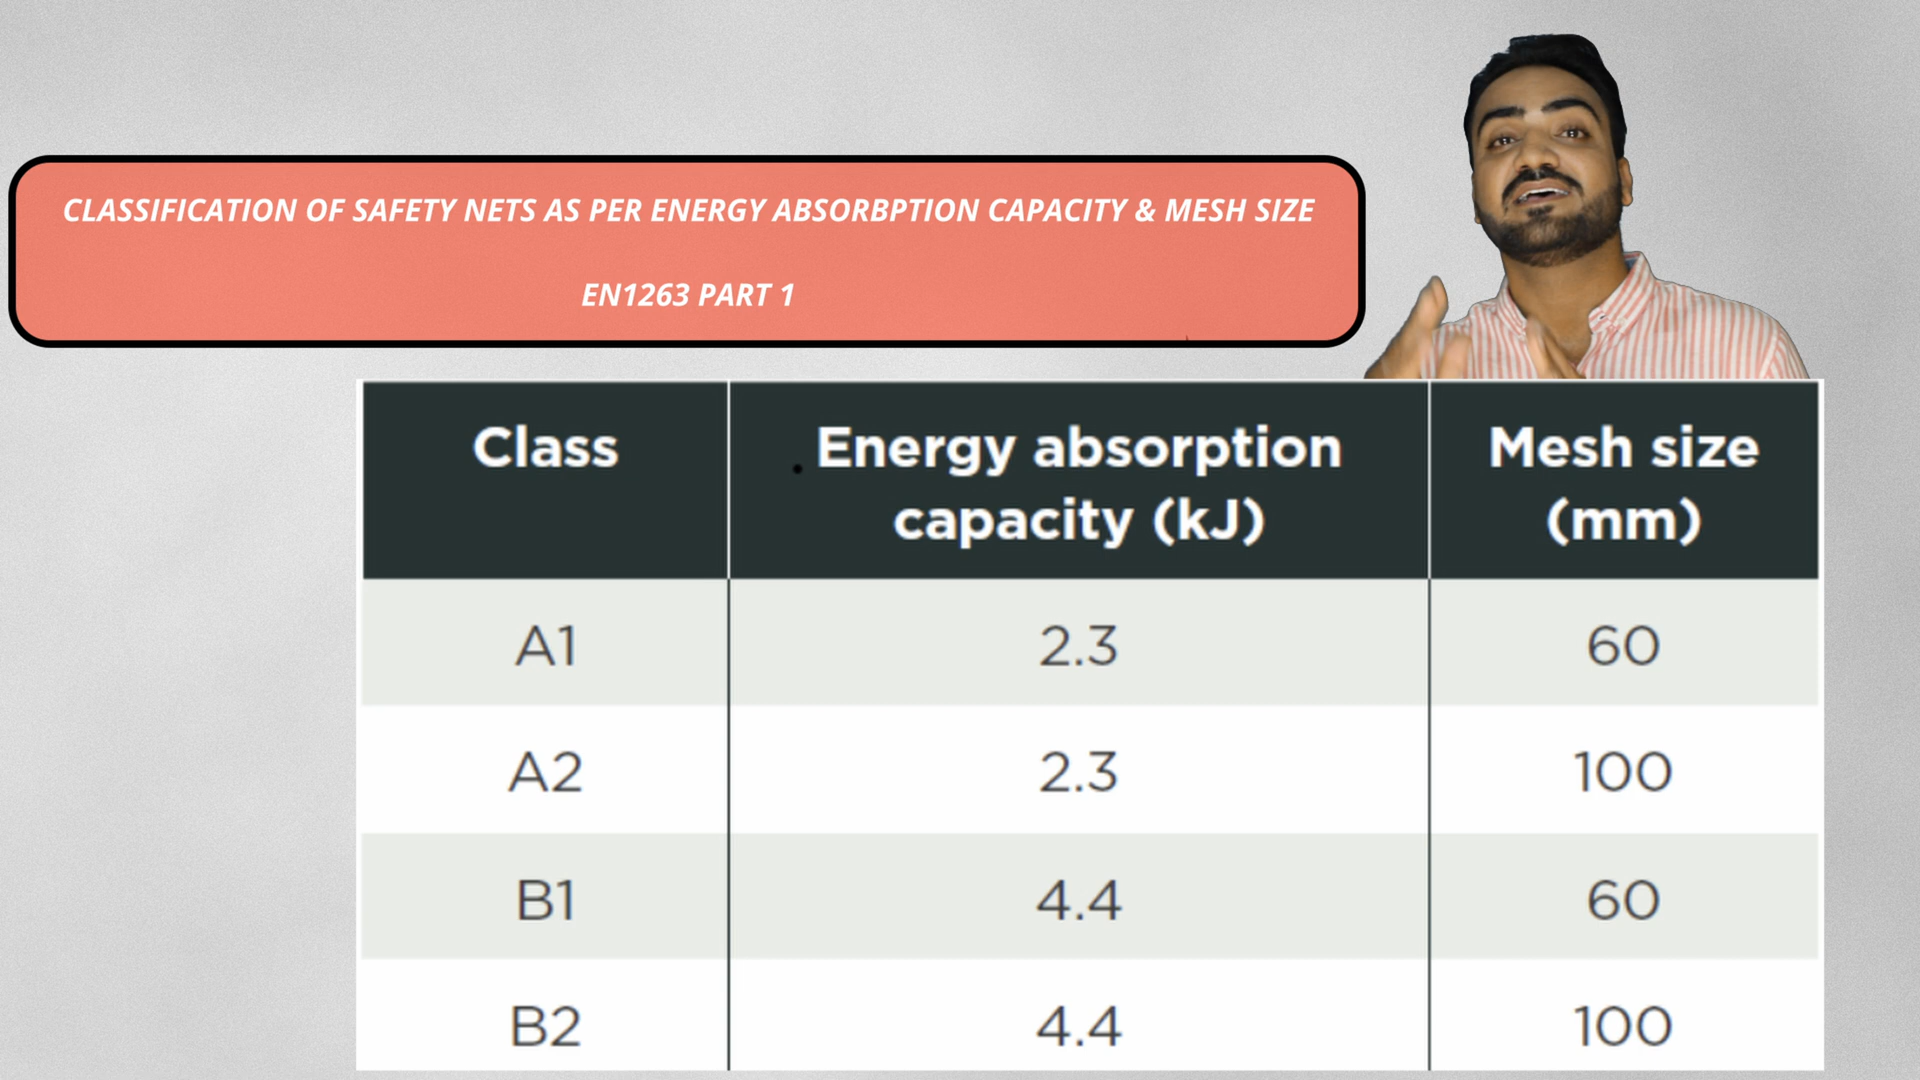 CLASSIFICATION OF SAFETY NETS AS PER ENERGY ABSORBPTION CAPACITY & MESH SIZE
EN1263 PART 1
Class Energy absorption capacity (kJ) Mesh size (mm)
A1 2.3 60
A2 2.3 100
B1 4.4 60
B2 4.4 100